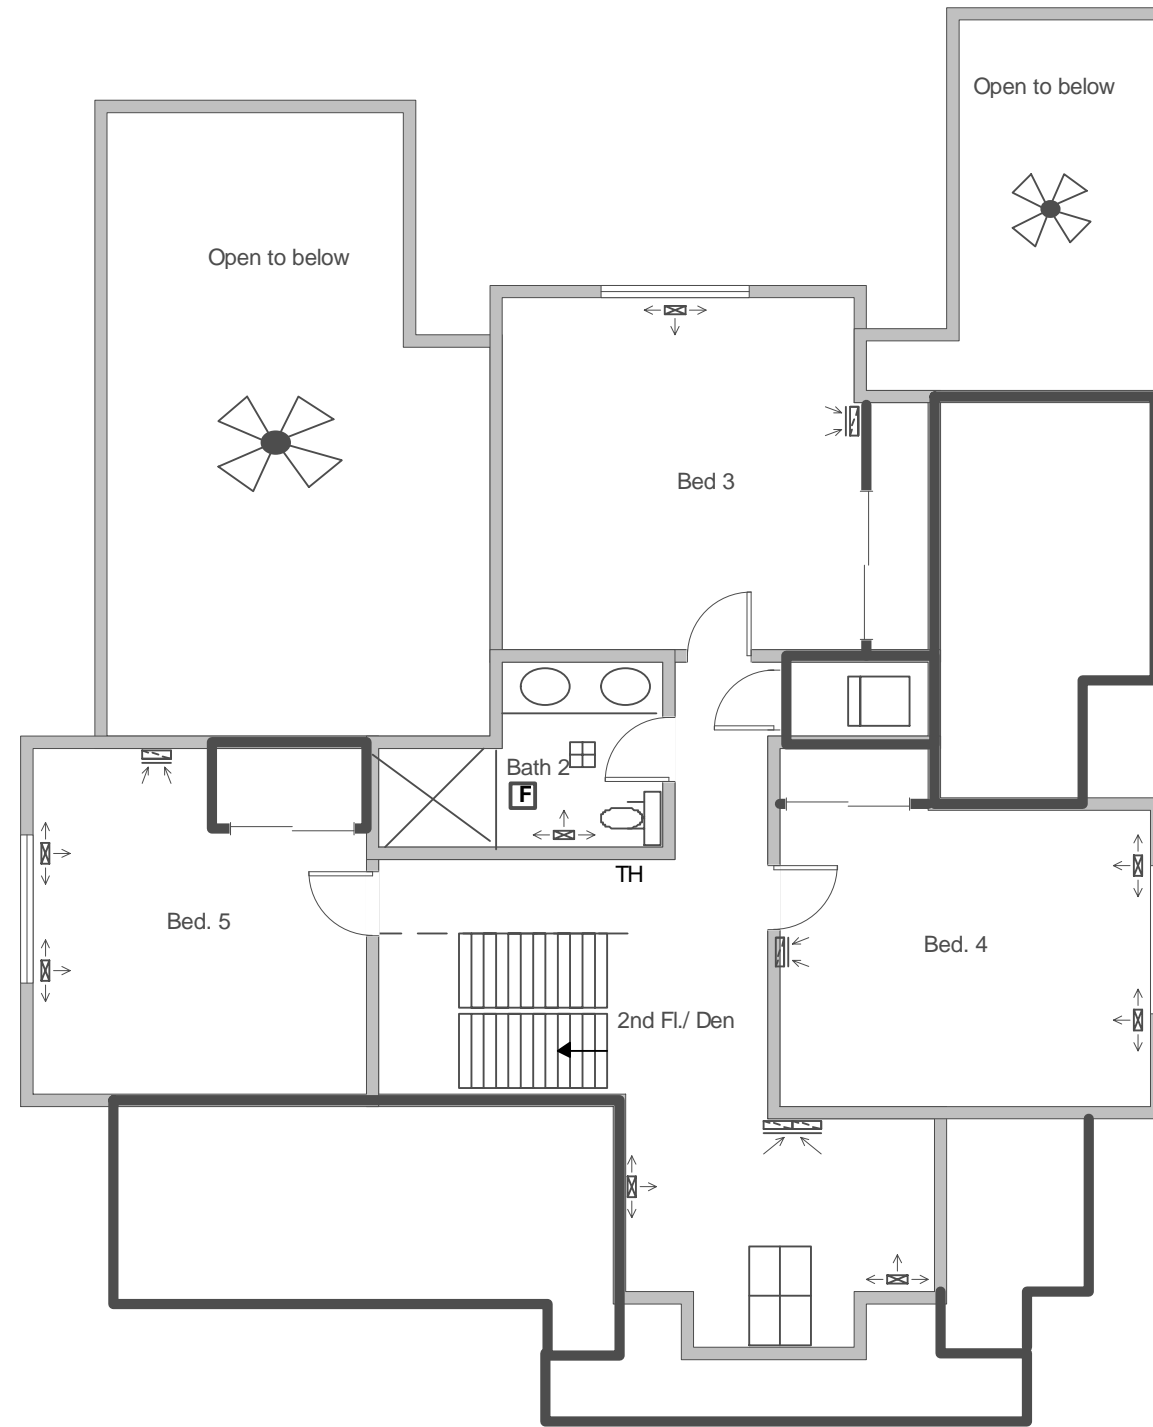 Open to below
Open to below
Bed 3
Bath 2
F
TH
Bed. 5
Bed. 4
2nd Fl./ Den